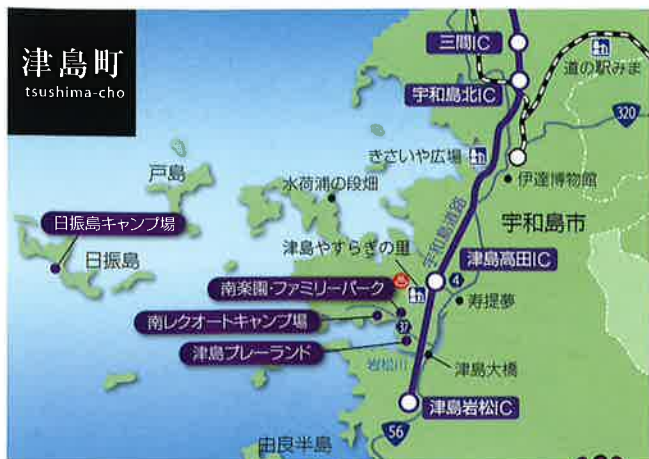 津島町
tsushima-cho
三間IC
道の駅みま
宇和島北IC
320
きさいや広場
戸島
水荷浦の段畑
伊達博物館
宇和島道路
宇和島市
日振島キャンプ場
日振島
津島やすらぎの里
津島高田IC
4
南楽園・ファミリーパーク
寿提夢
南レクオートキャンプ場
37
津島プレーランド
岩松川
津島大橋
津島岩松IC
56
由良半島